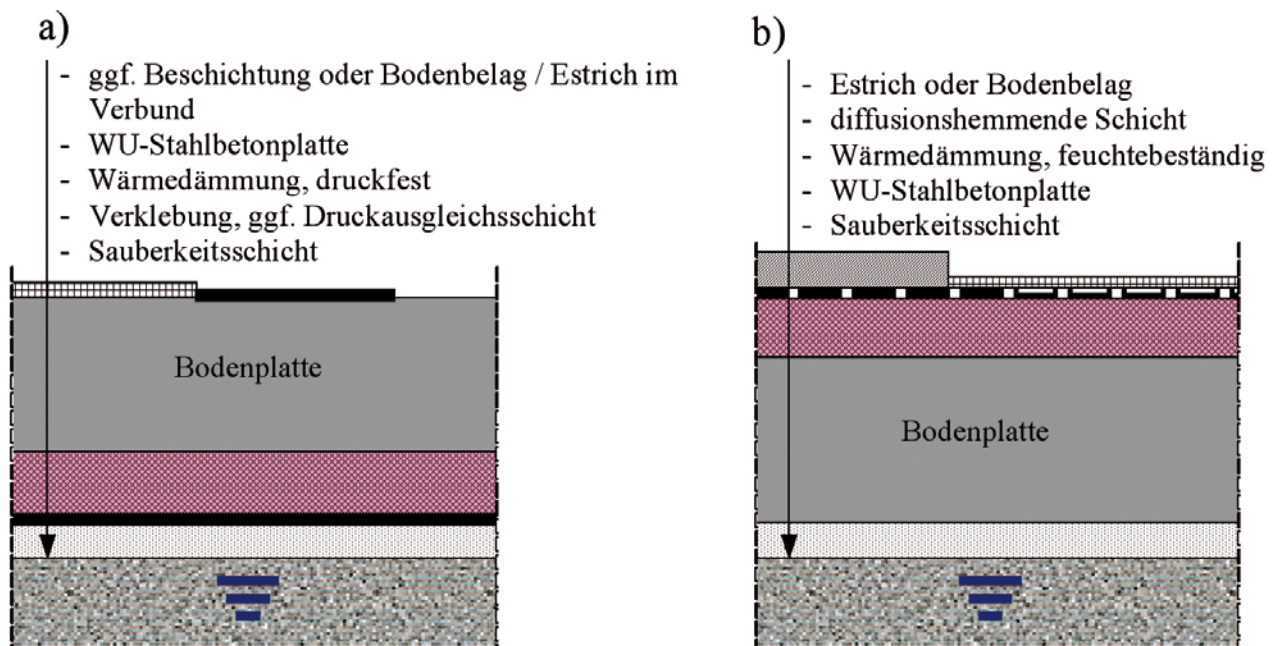 a)
- ggf. Beschichtung oder Bodenbelag / Estrich im
Verbund
- WU-Stahlbetonplatte
- Wärmedämmung, druckfest
- Verklebung, ggf. Druckausgleichsschicht
- Sauberkeitsschicht
Bodenplatte
b)
- Estrich oder Bodenbelag
- diffusionshemmende Schicht
- Wärmedämmung, feuchtebeständig
- WU-Stahlbetonplatte
- Sauberkeitsschicht
Bodenplatte